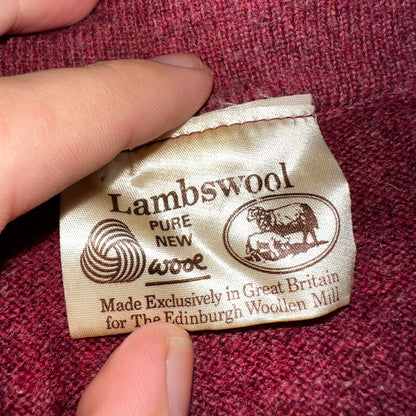 Lambswool
PURE
NEW
wool
Made Exclusively in Great Britain
for The Edinburgh Woollen Mill